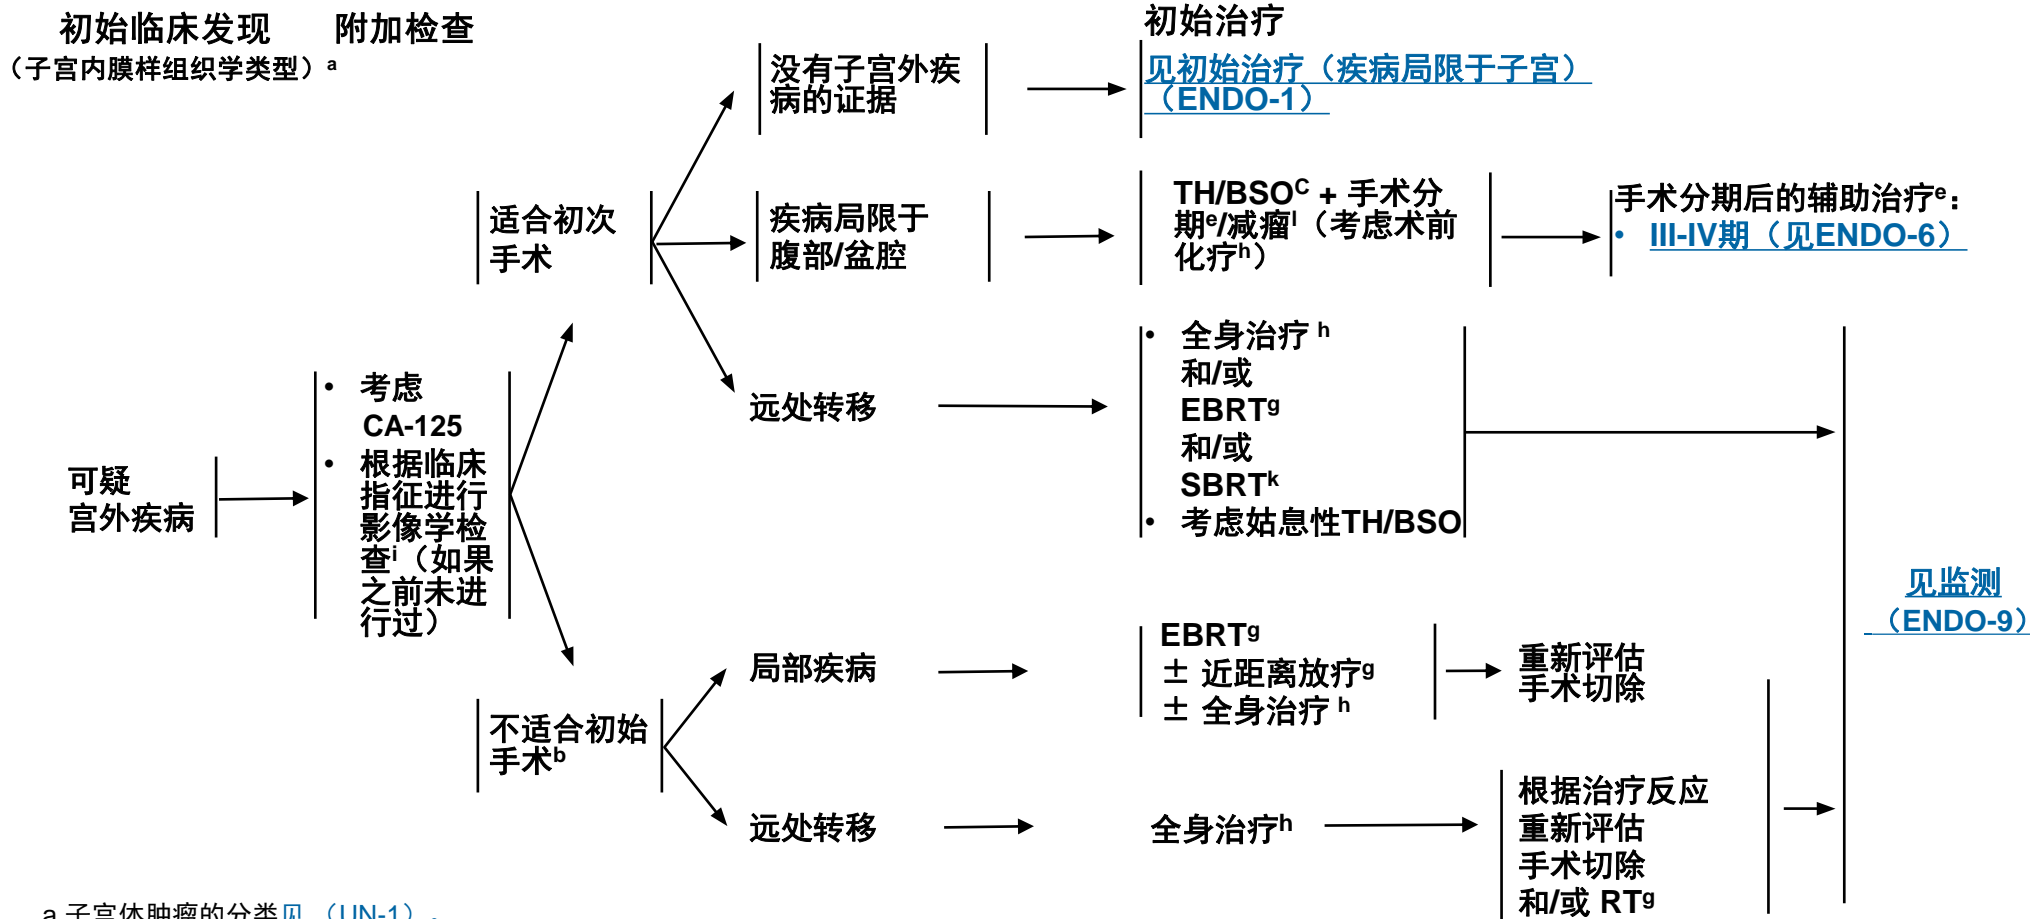 初始临床发现
（子宫内膜样组织学类型）a
附加检查
初始治疗
可疑
宫外疾病
• 考虑
CA-125
• 根据临床
指征进行
影像学检
查i（如果
之前未进
行过）
适合初次
手术
没有子宫外疾
病的证据
见初始治疗（疾病局限于子宫）
（ENDO-1）
疾病局限于
腹部/盆腔
TH/BSOC + 手术分
期e/减瘤l（考虑术前
化疗h）
手术分期后的辅助治疗e：
• III-IV期（见ENDO-6）
远处转移
• 全身治疗 h
和/或
EBRTg
和/或
SBRTk
• 考虑姑息性TH/BSO
不适合初始
手术b
局部疾病
EBRTg
± 近距离放疗g
± 全身治疗 h
重新评估
手术切除
远处转移
全身治疗h
根据治疗反应
重新评估
手术切除
和/或 RTg
见监测
（ENDO-9）
a 子宫体肿瘤的分类见 （UN-1）。